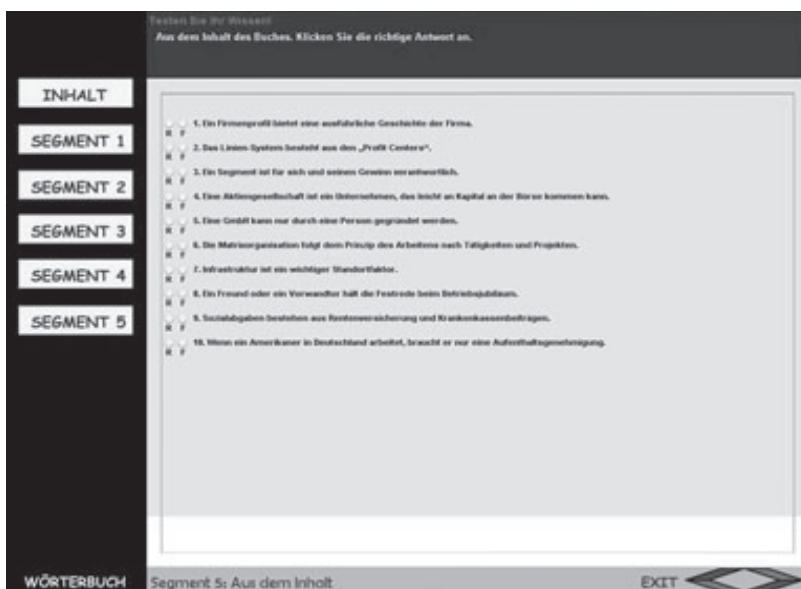 Testen Sie Ihr Wissen!
Aus dem Inhalt des Buches. Klicken Sie die richtige Antwort an.
INHALT
SEGMENT 1
SEGMENT 2
SEGMENT 3
SEGMENT 4
SEGMENT 5
1. Ein Firmenprofil bietet eine ausführliche Geschichte der Firma.
R F
2. Das Linien-System besteht aus den „Profit Centers“.
R F
3. Ein Segment ist für sich und seinen Gewinn verantwortlich.
R F
4. Eine Aktiengesellschaft ist ein Unternehmen, das leicht an Kapital an der Börse kommen kann.
R F
5. Eine GmbH kann nur durch eine Person gegründet werden.
R F
6. Die Matrixorganisation folgt dem Prinzip des Arbeitens nach Tätigkeiten und Projekten.
R F
7. Infrastruktur ist ein wichtiger Standortfaktor.
R F
8. Ein Freund oder ein Verwandter hält die Festrede beim Betriebsjubiläum.
R F
9. Sozialabgaben bestehen aus Rentenversicherung und Krankenkassenbeiträgen.
R F
10. Wenn ein Amerikaner in Deutschland arbeitet, braucht er nur eine Aufenthaltsgenehmigung.
R F
WÖRTERBUCH
Segment 5: Aus dem Inhalt
EXIT